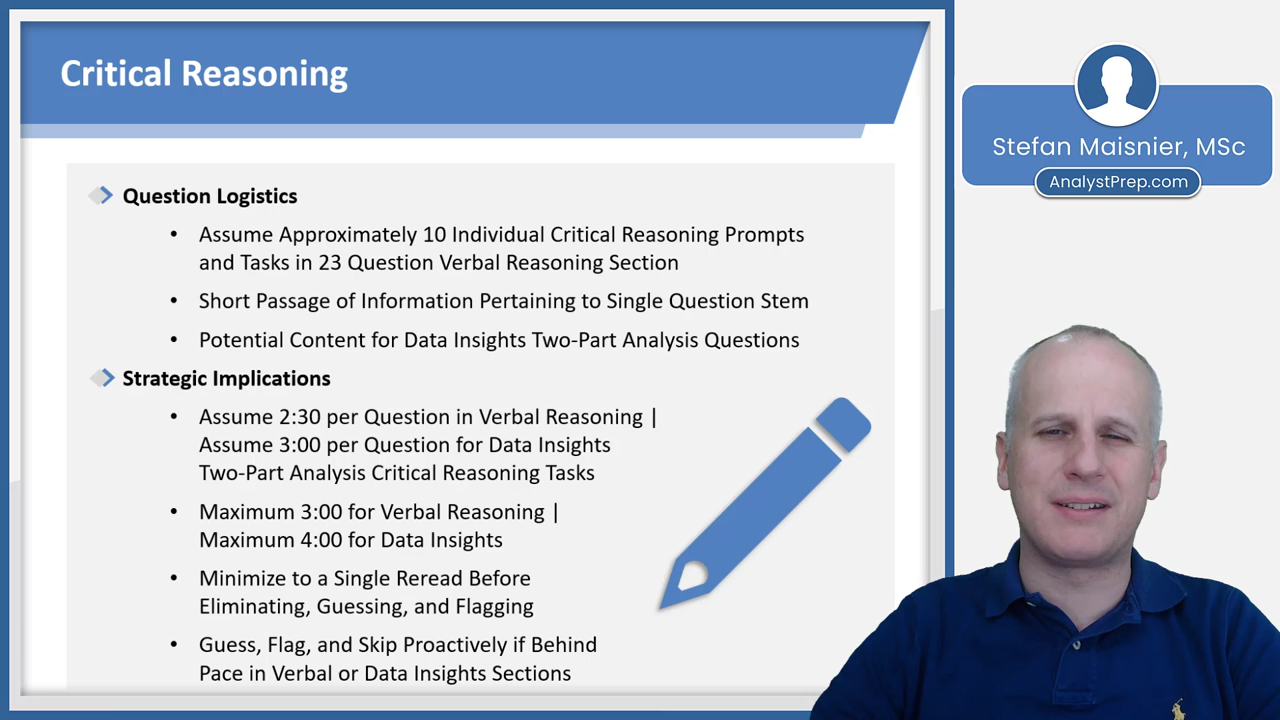 Critical Reasoning
Question Logistics
• Assume Approximately 10 Individual Critical Reasoning Prompts
and Tasks in 23 Question Verbal Reasoning Section
• Short Passage of Information Pertaining to Single Question Stem
• Potential Content for Data Insights Two-Part Analysis Questions
Strategic Implications
• Assume 2:30 per Question in Verbal Reasoning |
Assume 3:00 per Question for Data Insights
Two-Part Analysis Critical Reasoning Tasks
• Maximum 3:00 for Verbal Reasoning |
Maximum 4:00 for Data Insights
• Minimize to a Single Reread Before
Eliminating, Guessing, and Flagging
• Guess, Flag, and Skip Proactively if Behind
Pace in Verbal or Data Insights Sections
Stefan Maisnier, MSc
AnalystPrep.com